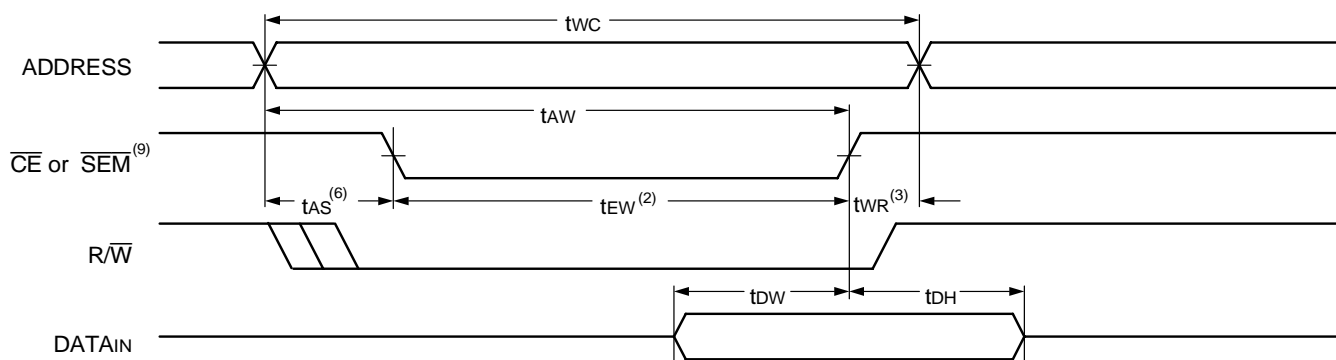 tWC
ADDRESS
tAW
CE or SEM(9)
tAS(6) tEW(2) tWR(3)
R/W
tDW tDH
DATAIN